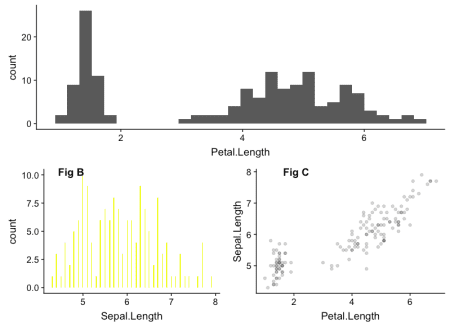 20
10
0
count
2
4
6
Petal.Length
Fig B
10.0
7.5
5.0
2.5
0.0
count
5
6
7
8
Sepal.Length
Fig C
8
7
6
5
Sepal.Length
2
4
6
Petal.Length